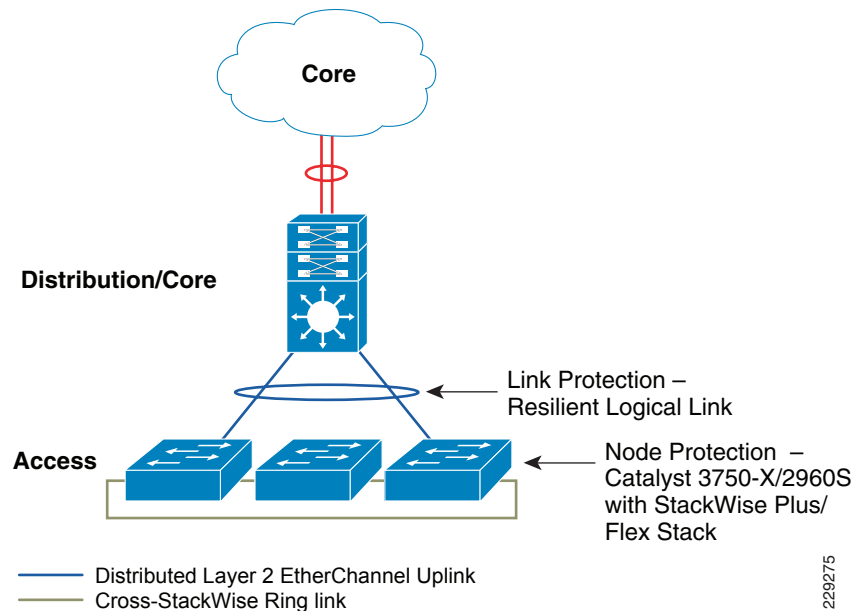 Core
Distribution/Core
Link Protection –
Resilient Logical Link
Access
Node Protection –
Catalyst 3750-X/2960S
with StackWise Plus/
Flex Stack
Distributed Layer 2 EtherChannel Uplink
Cross-StackWise Ring link
229275